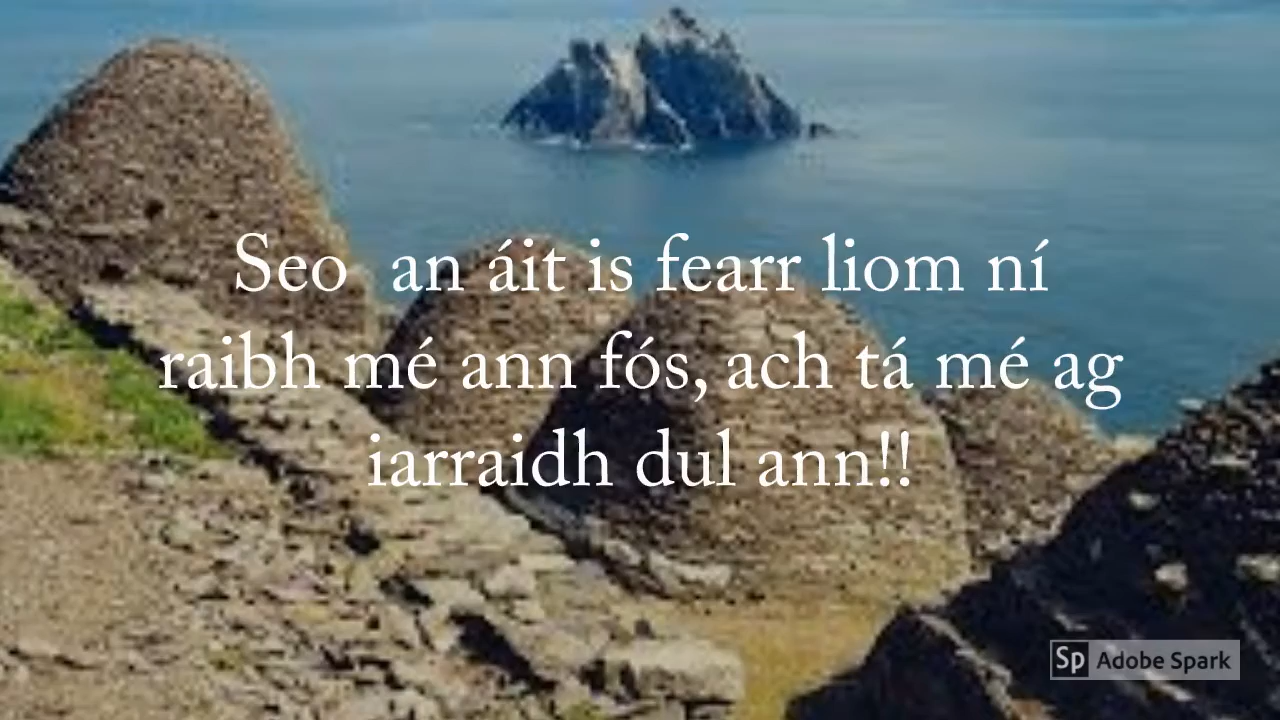 Seo an áit is fearr liom ní
raibh mé ann fós, ach tá mé ag
iarraidh dul ann!!
Sp Adobe Spark